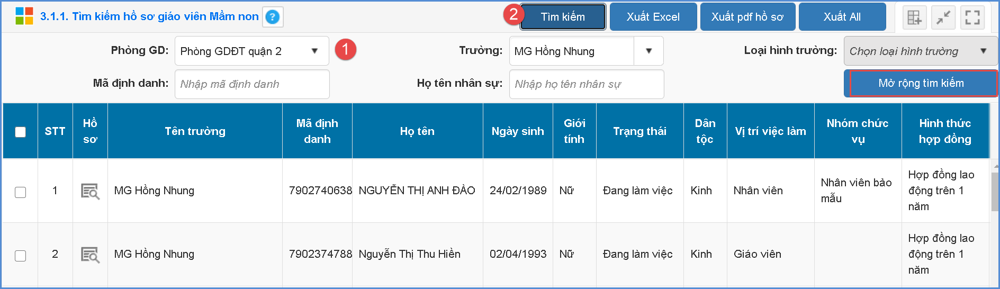 3.1.1. Tìm kiếm hồ sơ giáo viên Mầm non ?
2 Tìm kiếm Xuất Excel Xuất pdf hồ sơ Xuất All
Phòng GD: Phòng GDĐT quận 2 1 Trường: MG Hồng Nhung Loại hình trường: Chọn loại hình trường
Mã định danh: Nhập mã định danh Họ tên nhân sự: Nhập họ tên nhân sự Mở rộng tìm kiếm
STT
Hồ
sơ
Tên trường
Mã định
danh
Họ tên
Ngày sinh
Giới
tính
Trạng thái
Dân
tộc
Vị trí việc làm
Nhóm chức
vụ
Hình thức
hợp đồng
1 MG Hồng Nhung 7902740638 NGUYỄN THỊ ANH ĐÀO 24/02/1989 Nữ Đang làm việc Kinh Nhân viên
Nhân viên bảo
mẫu
Hợp đồng lao
động trên 1
năm
2 MG Hồng Nhung 7902374788 Nguyễn Thị Thu Hiền 02/04/1993 Nữ Đang làm việc Kinh Giáo viên
Hợp đồng lao
động trên 1
năm